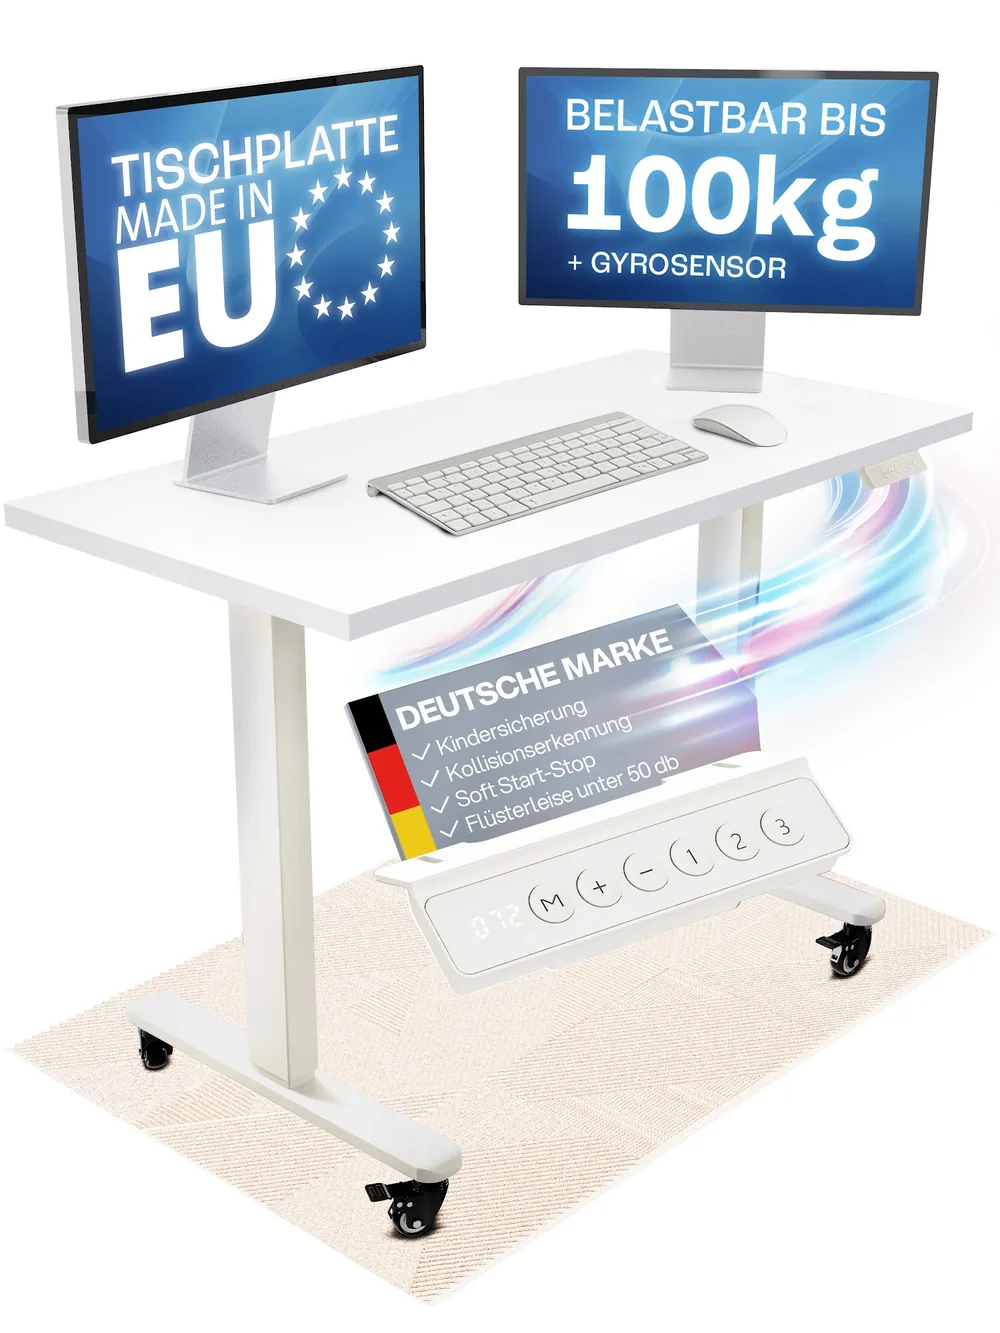 TISCHPLATTE
MADE IN
EU
BELASTBAR BIS
100kg
+ GYROSENSOR
DEUTSCHE MARKE
✓ Kindersicherung
✓ Kollisionserkennung
✓ Soft Start-Stop
✓ Flüsterleise unter 50 db
072 M + − 1 2 3